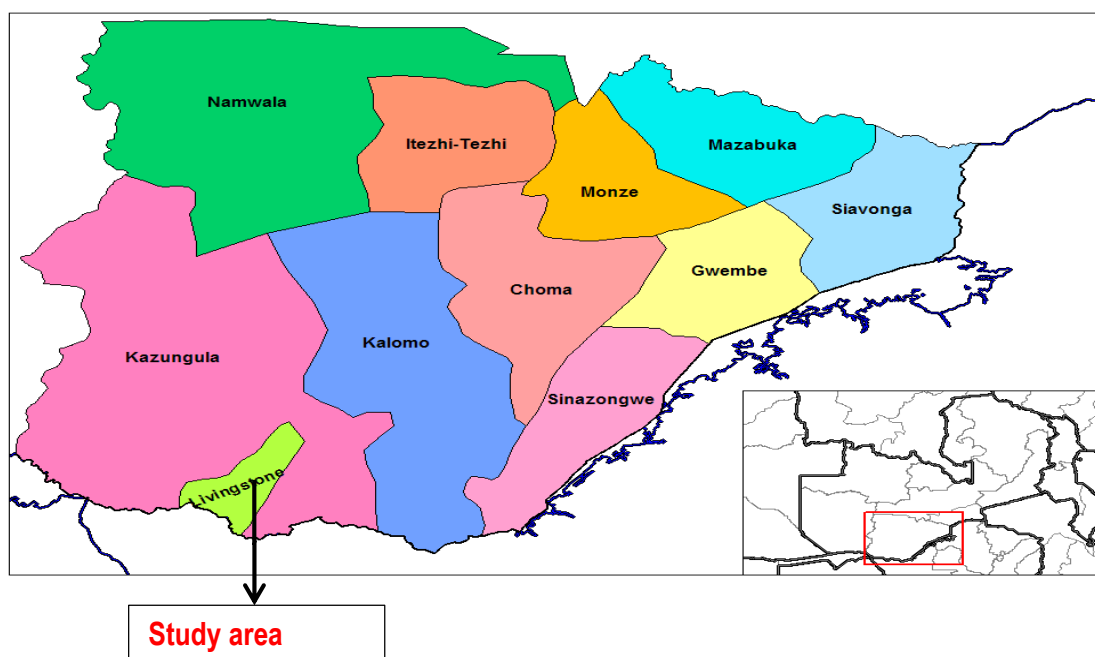 Namwala
Itezhi-Tezhi
Mazabuka
Monze
Siavonga
Gwembe
Choma
Kazungula
Kalomo
Sinazongwe
Livingstone
Study area